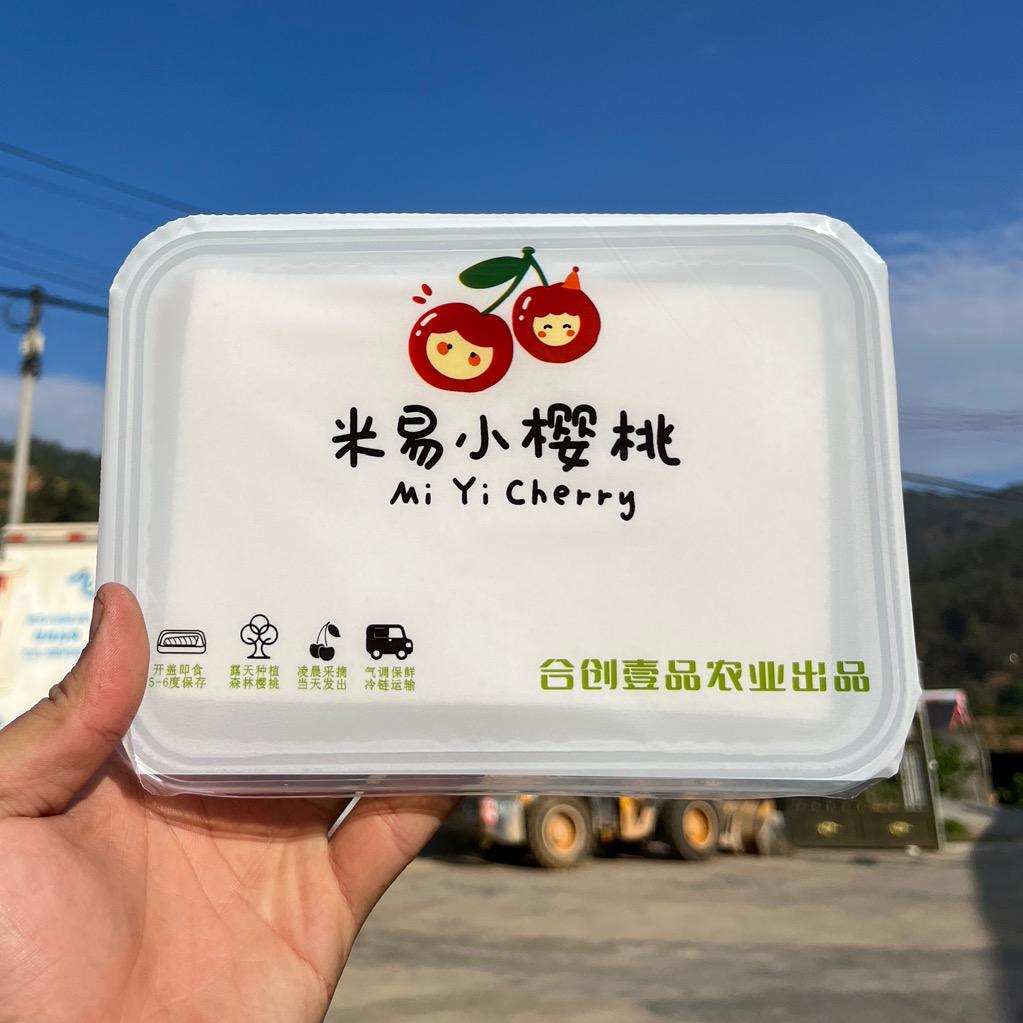 米易小樱桃
Mi Yi Cherry
开盖即食
5-6度保存
露天种植
森林樱桃
凌晨采摘
当天发出
气调保鲜
冷链运输
合创壹品农业出品